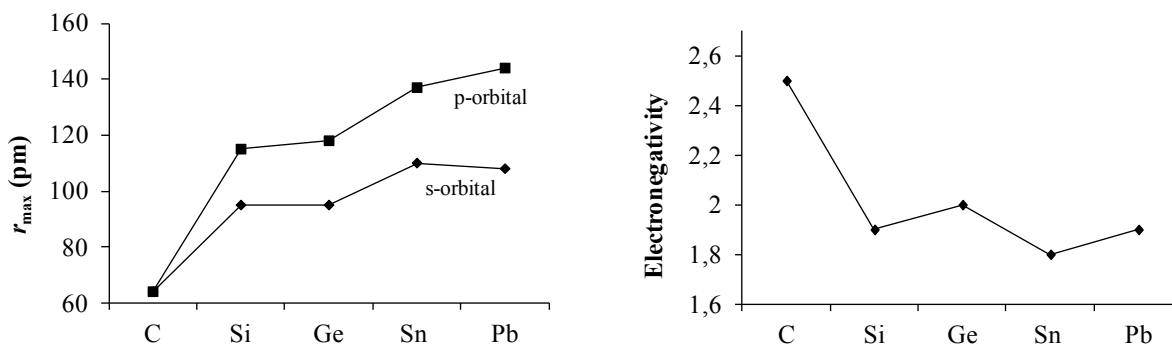 160
140
120
100
80
60
r_max (pm)
p-orbital
s-orbital
C Si Ge Sn Pb
2,6
2,4
2,2
2
1,8
1,6
Electronegativity
C Si Ge Sn Pb